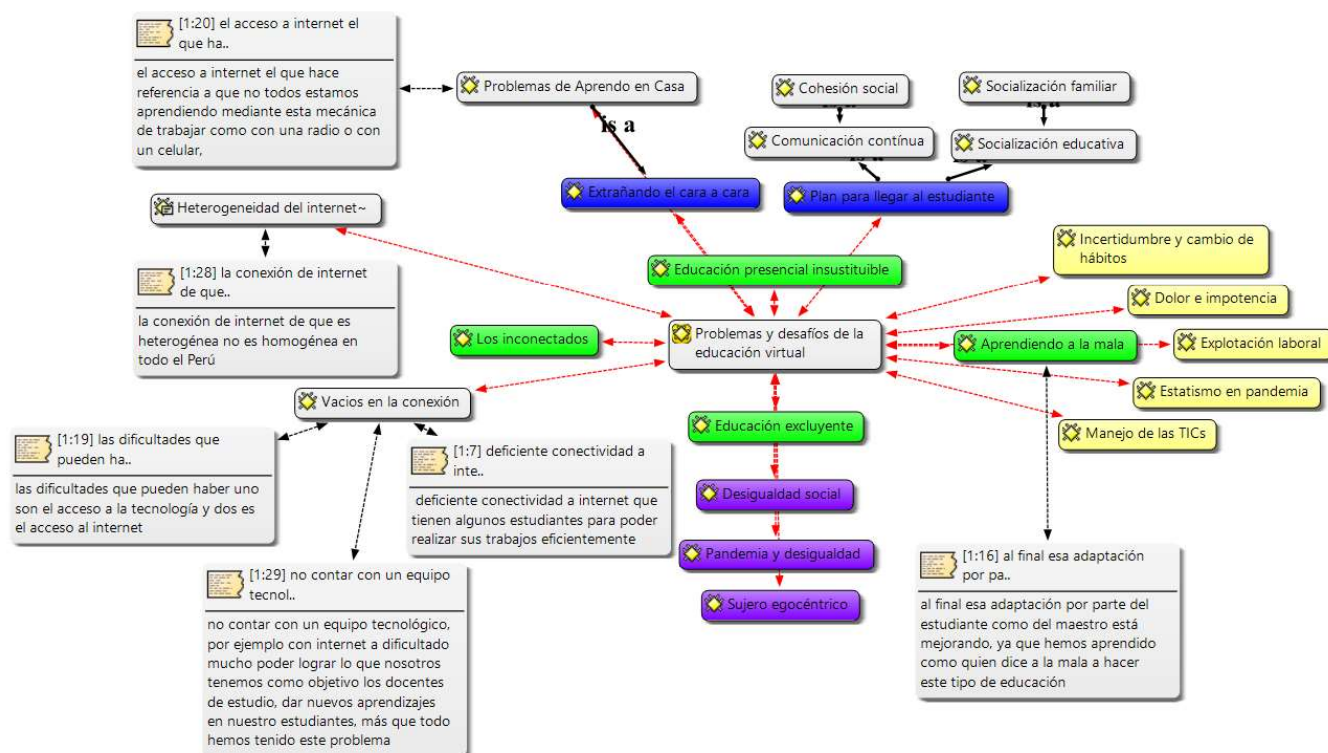 [1:20] el acceso a internet el
que ha..
el acceso a internet el que hace
referencia a que no todos estamos
aprendiendo mediante esta mecánica
de trabajar como con una radio o con
un celular,
Problemas de Aprendo en Casa
Cohesión social
Socialización familiar
is a
Comunicación contínua
Socialización educativa
Extrañando el cara a cara
Plan para llegar al estudiante
Heterogeneidad del internet~
[1:28] la conexión de internet
de que..
la conexión de internet de que es
heterogénea no es homogénea en
todo el Perú
Educación presencial insustituible
Incertidumbre y cambio de
hábitos
Dolor e impotencia
Los inconectados
Problemas y desafíos de la
educación virtual
Aprendiendo a la mala
Explotación laboral
Estatismo en pandemia
Manejo de las TICs
Vacios en la conexión
Educación excluyente
[1:19] las dificultades que
pueden ha..
las dificultades que pueden haber uno
son el acceso a la tecnología y dos es
el acceso al internet
[1:7] deficiente conectividad a
inte..
deficiente conectividad a internet que
tienen algunos estudiantes para poder
realizar sus trabajos eficientemente
Desigualdad social
Pandemia y desigualdad
Sujero egocéntrico
[1:29] no contar con un equipo
tecnol..
no contar con un equipo tecnológico,
por ejemplo con internet a dificultado
mucho poder lograr lo que nosotros
tenemos como objetivo los docentes
de estudio, dar nuevos aprendizajes
en nuestro estudiantes, más que todo
hemos tenido este problema
[1:16] al final esa adaptación
por pa..
al final esa adaptación por parte del
estudiante como del maestro está
mejorando, ya que hemos aprendido
como quien dice a la mala a hacer
este tipo de educación